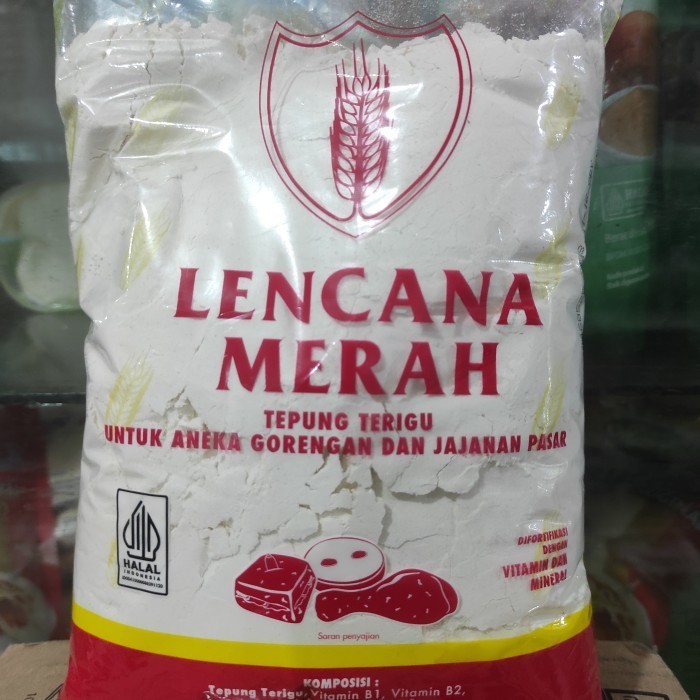 LENCANA
MERAH
TEPUNG TERIGU
UNTUK ANEKA GORENGAN DAN JAJANAN PASAR
HALAL
INDONESIA
DIFORTIFIKASI
DENGAN
VITAMIN DAN
MINERAL
Saran penyajian
KOMPOSISI :
Tepung Terigu, Vitamin B1, Vitamin B2,